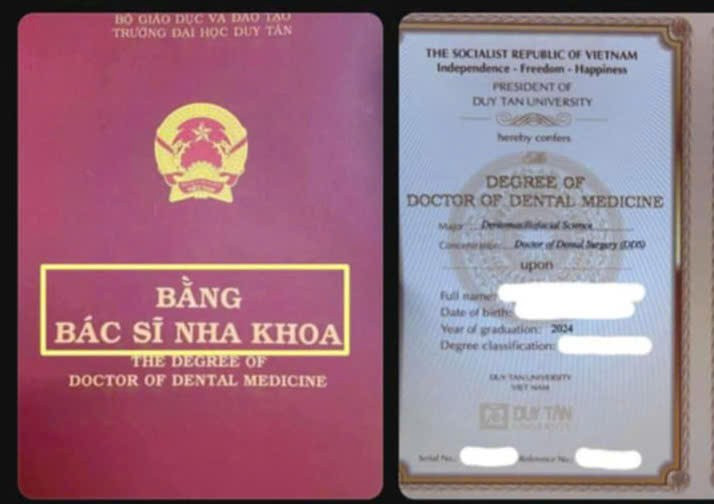 BỘ GIÁO DỤC VÀ ĐÀO TẠO
TRƯỜNG ĐẠI HỌC DUY TÂN
BẰNG
BÁC SĨ NHA KHOA
THE DEGREE OF
DOCTOR OF DENTAL MEDICINE
THE SOCIALIST REPUBLIC OF VIETNAM
Independence - Freedom - Happiness
PRESIDENT OF
DUY TAN UNIVERSITY
hereby confers
DEGREE OF
DOCTOR OF DENTAL MEDICINE
Major: Dentomaxillofacial Science
Concentration: Doctor of Dental Surgery (DDS)
upon
Full name:
Date of birth:
Year of graduation: 2024
Degree classification:
DUY TAN UNIVERSITY
VIET NAM
DUY TAN
UNIVERSITY
Serial No.:
Reference No.: